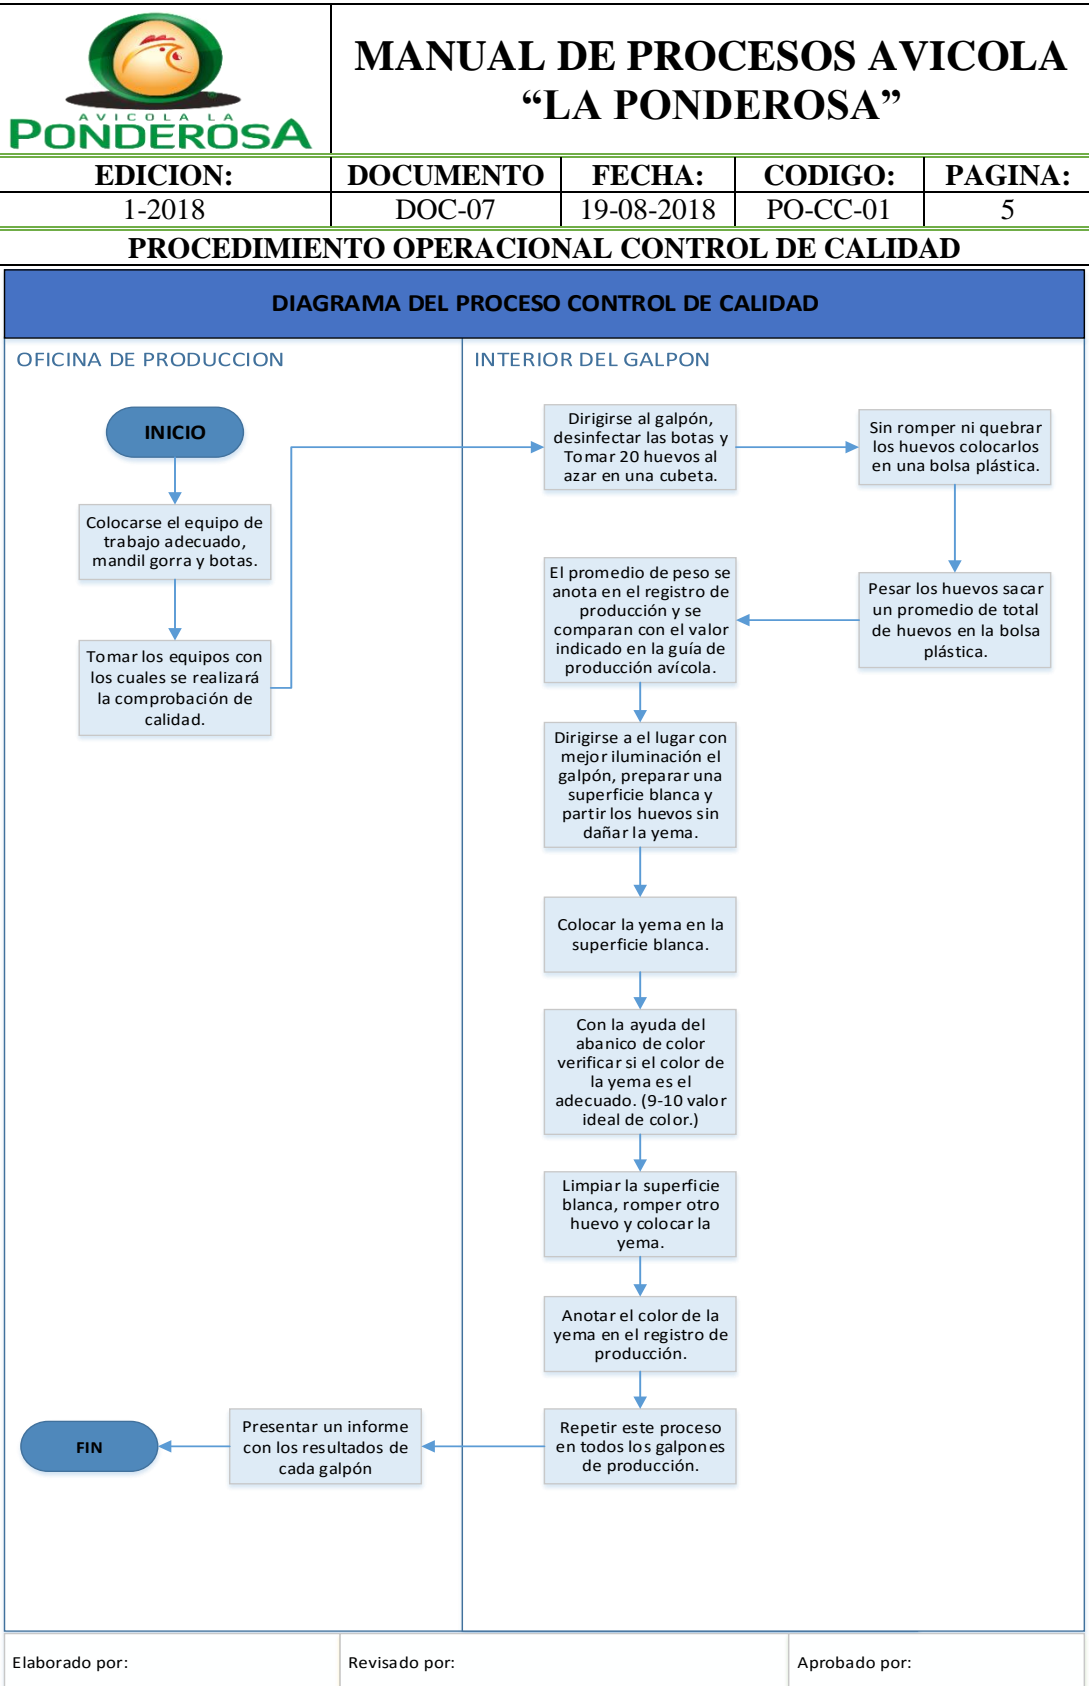 AVICOLA LA
PONDEROSA
MANUAL DE PROCESOS AVICOLA
“LA PONDEROSA”
EDICION: DOCUMENTO FECHA: CODIGO: PAGINA:
1-2018 DOC-07 19-08-2018 PO-CC-01 5
PROCEDIMIENTO OPERACIONAL CONTROL DE CALIDAD
DIAGRAMA DEL PROCESO CONTROL DE CALIDAD
OFICINA DE PRODUCCION
INTERIOR DEL GALPON
INICIO
Colocarse el equipo de
trabajo adecuado,
mandil gorra y botas.
Tomar los equipos con
los cuales se realizará
la comprobación de
calidad.
Dirigirse al galpón,
desinfectar las botas y
Tomar 20 huevos al
azar en una cubeta.
Sin romper ni quebrar
los huevos colocarlos
en una bolsa plástica.
Pesar los huevos sacar
un promedio de total
de huevos en la bolsa
plástica.
El promedio de peso se
anota en el registro de
producción y se
comparan con el valor
indicado en la guía de
producción avícola.
Dirigirse a el lugar con
mejor iluminación el
galpón, preparar una
superficie blanca y
partir los huevos sin
dañar la yema.
Colocar la yema en la
superficie blanca.
Con la ayuda del
abanico de color
verificar si el color de
la yema es el
adecuado. (9-10 valor
ideal de color.)
Limpiar la superficie
blanca, romper otro
huevo y colocar la
yema.
Anotar el color de la
yema en el registro de
producción.
Repetir este proceso
en todos los galpones
de producción.
Presentar un informe
con los resultados de
cada galpón
FIN
Elaborado por: Revisado por: Aprobado por: